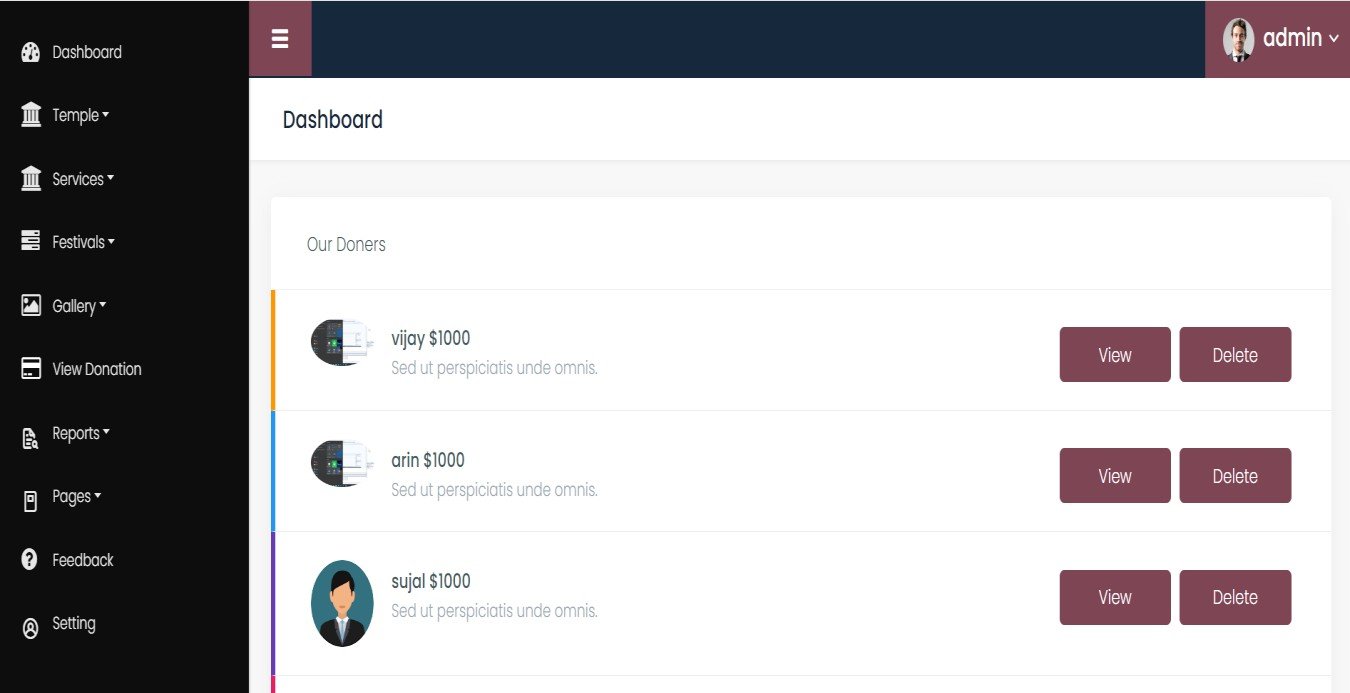 Dashboard
Temple
Services
Festivals
Gallery
View Donation
Reports
Pages
Feedback
Setting
admin
Dashboard
Our Doners
vijay $1000
Sed ut perspiciatis unde omnis.
View Delete
arin $1000
Sed ut perspiciatis unde omnis.
View Delete
sujal $1000
Sed ut perspiciatis unde omnis.
View Delete